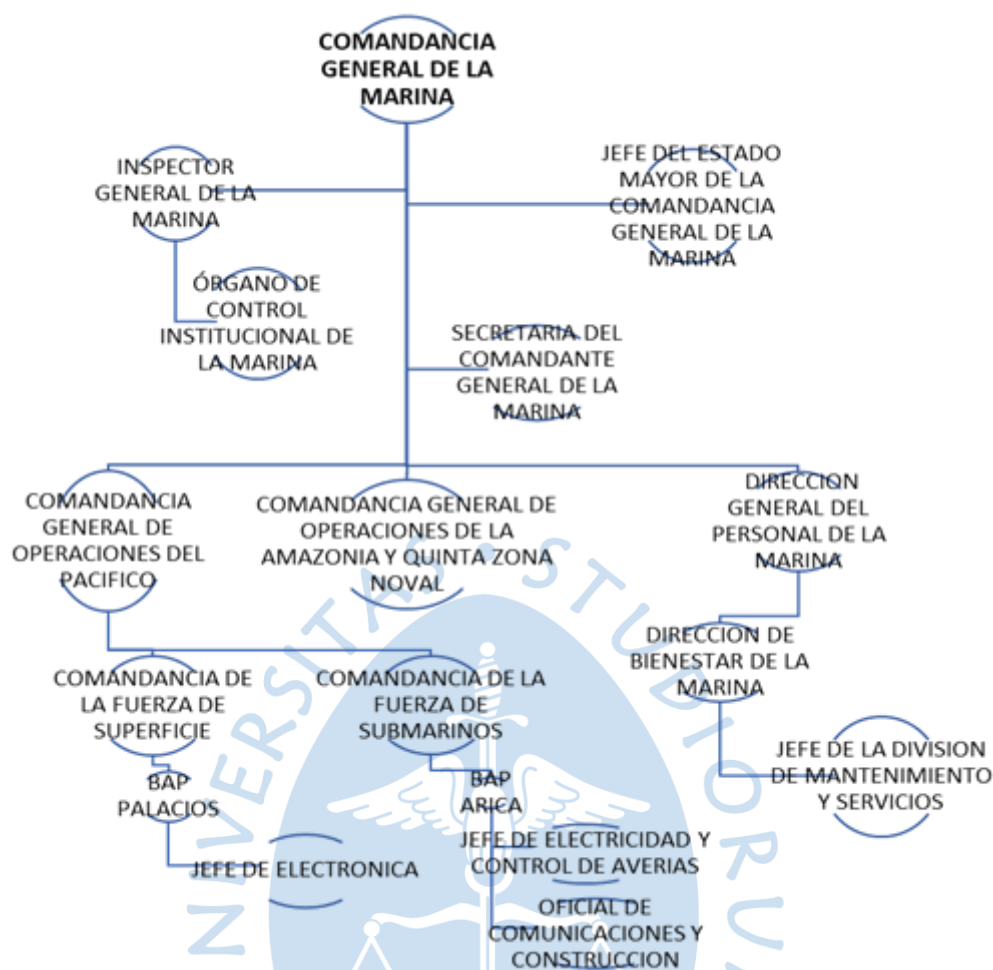 COMANDANCIA
GENERAL DE LA
MARINA
INSPECTOR
GENERAL DE LA
MARINA
JEFE DEL ESTADO
MAYOR DE LA
COMANDANCIA
GENERAL DE LA
MARINA
ÓRGANO DE
CONTROL
INSTITUCIONAL DE
LA MARINA
SECRETARIA DEL
COMANDANTE
GENERAL DE LA
MARINA
COMANDANCIA
GENERAL DE
OPERACIONES DEL
PACIFICO
COMANDANCIA GENERAL DE
OPERACIONES DE LA
AMAZONIA Y QUINTA ZONA
NOVAL
DIRECCION
GENERAL DEL
PERSONAL DE LA
MARINA
COMANDANCIA DE
LA FUERZA DE
SUPERFICIE
COMANDANCIA DE LA
FUERZA DE
SUBMARINOS
DIRECCION DE
BIENESTAR DE LA
MARINA
BAP
PALACIOS
BAP
ARICA
JEFE DE LA DIVISION
DE MANTENIMIENTO
Y SERVICIOS
JEFE DE ELECTRONICA
JEFE DE ELECTRICIDAD Y
CONTROL DE AVERIAS
OFICIAL DE
COMUNICACIONES Y
CONSTRUCCION